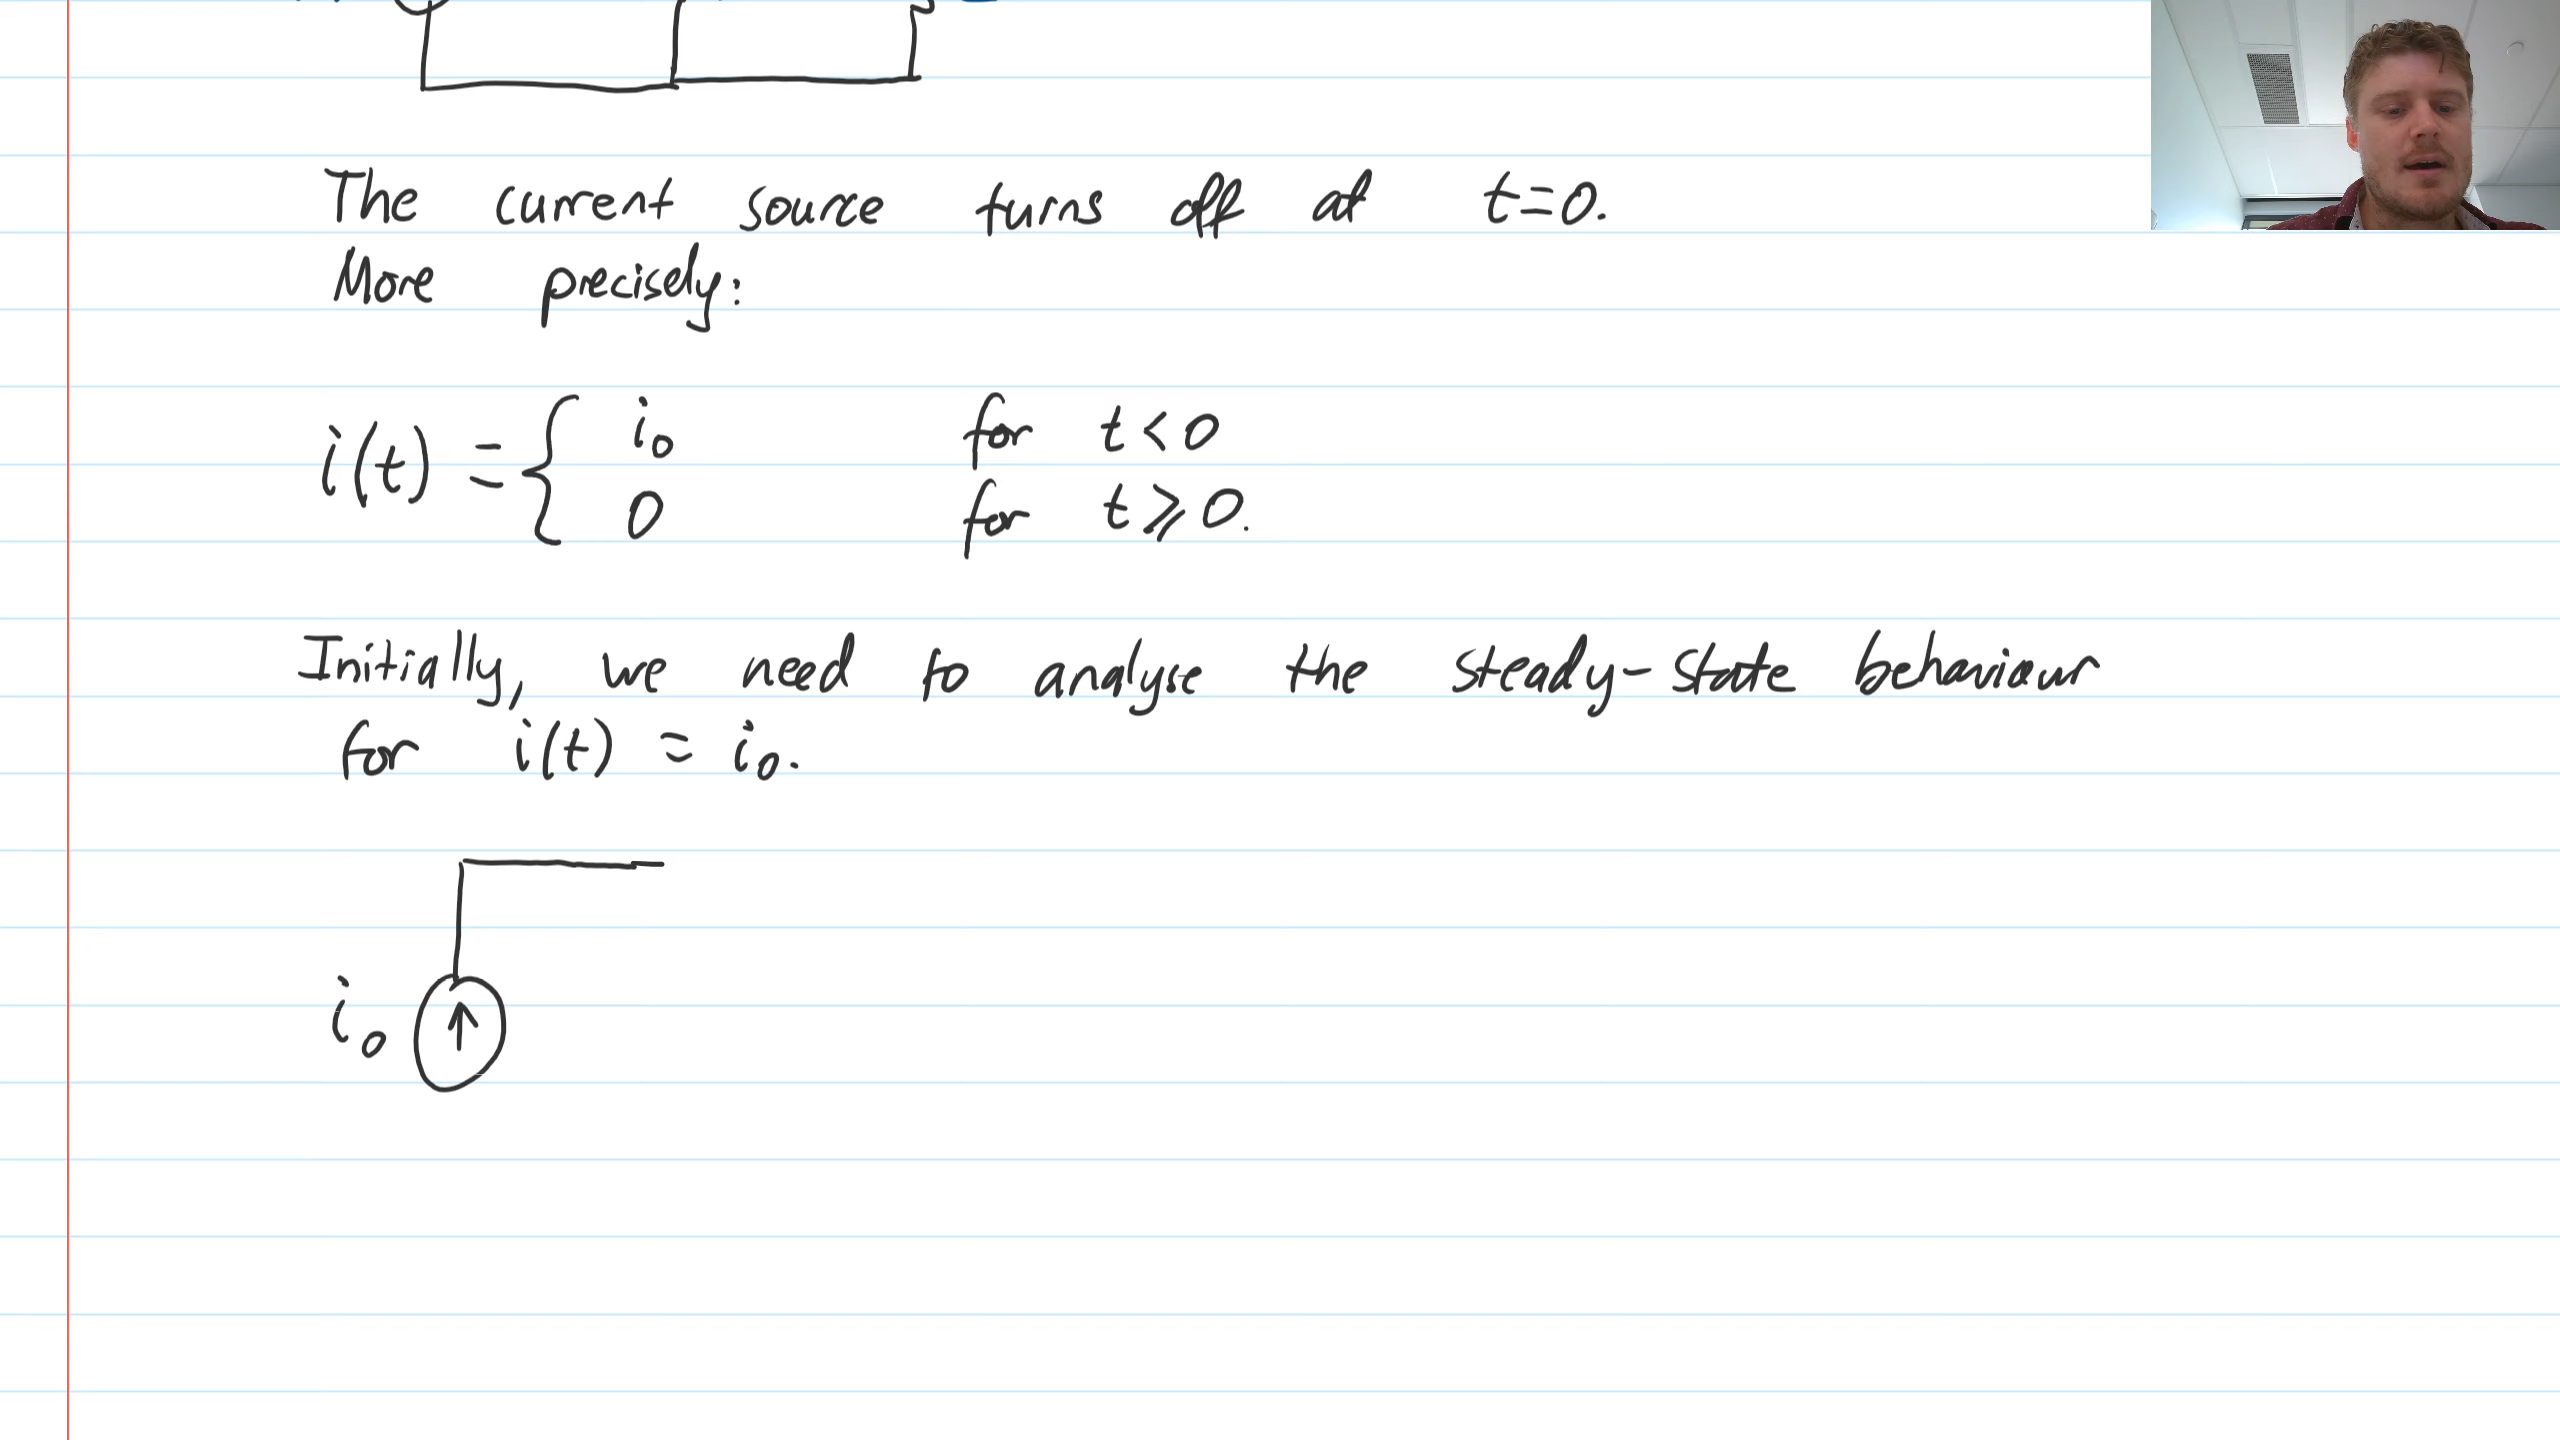 The current source turns off at t=0.
More precisely:
i(t) = { i₀ for t<0
0 for t⩾0.
Initially, we need to analyse the steady-state behaviour
for i(t) = i₀.
i₀